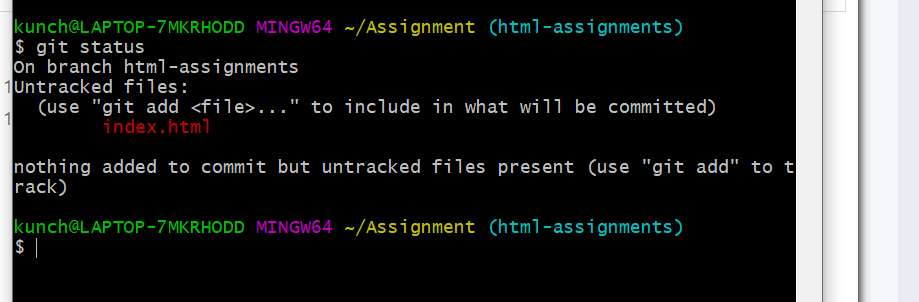 kunch@LAPTOP-7MKRHODD MINGW64 ~/Assignment (html-assignments)
$ git status
On branch html-assignments
Untracked files:
  (use "git add <file>..." to include in what will be committed)
        index.html

nothing added to commit but untracked files present (use "git add" to t
rack)

kunch@LAPTOP-7MKRHODD MINGW64 ~/Assignment (html-assignments)
$